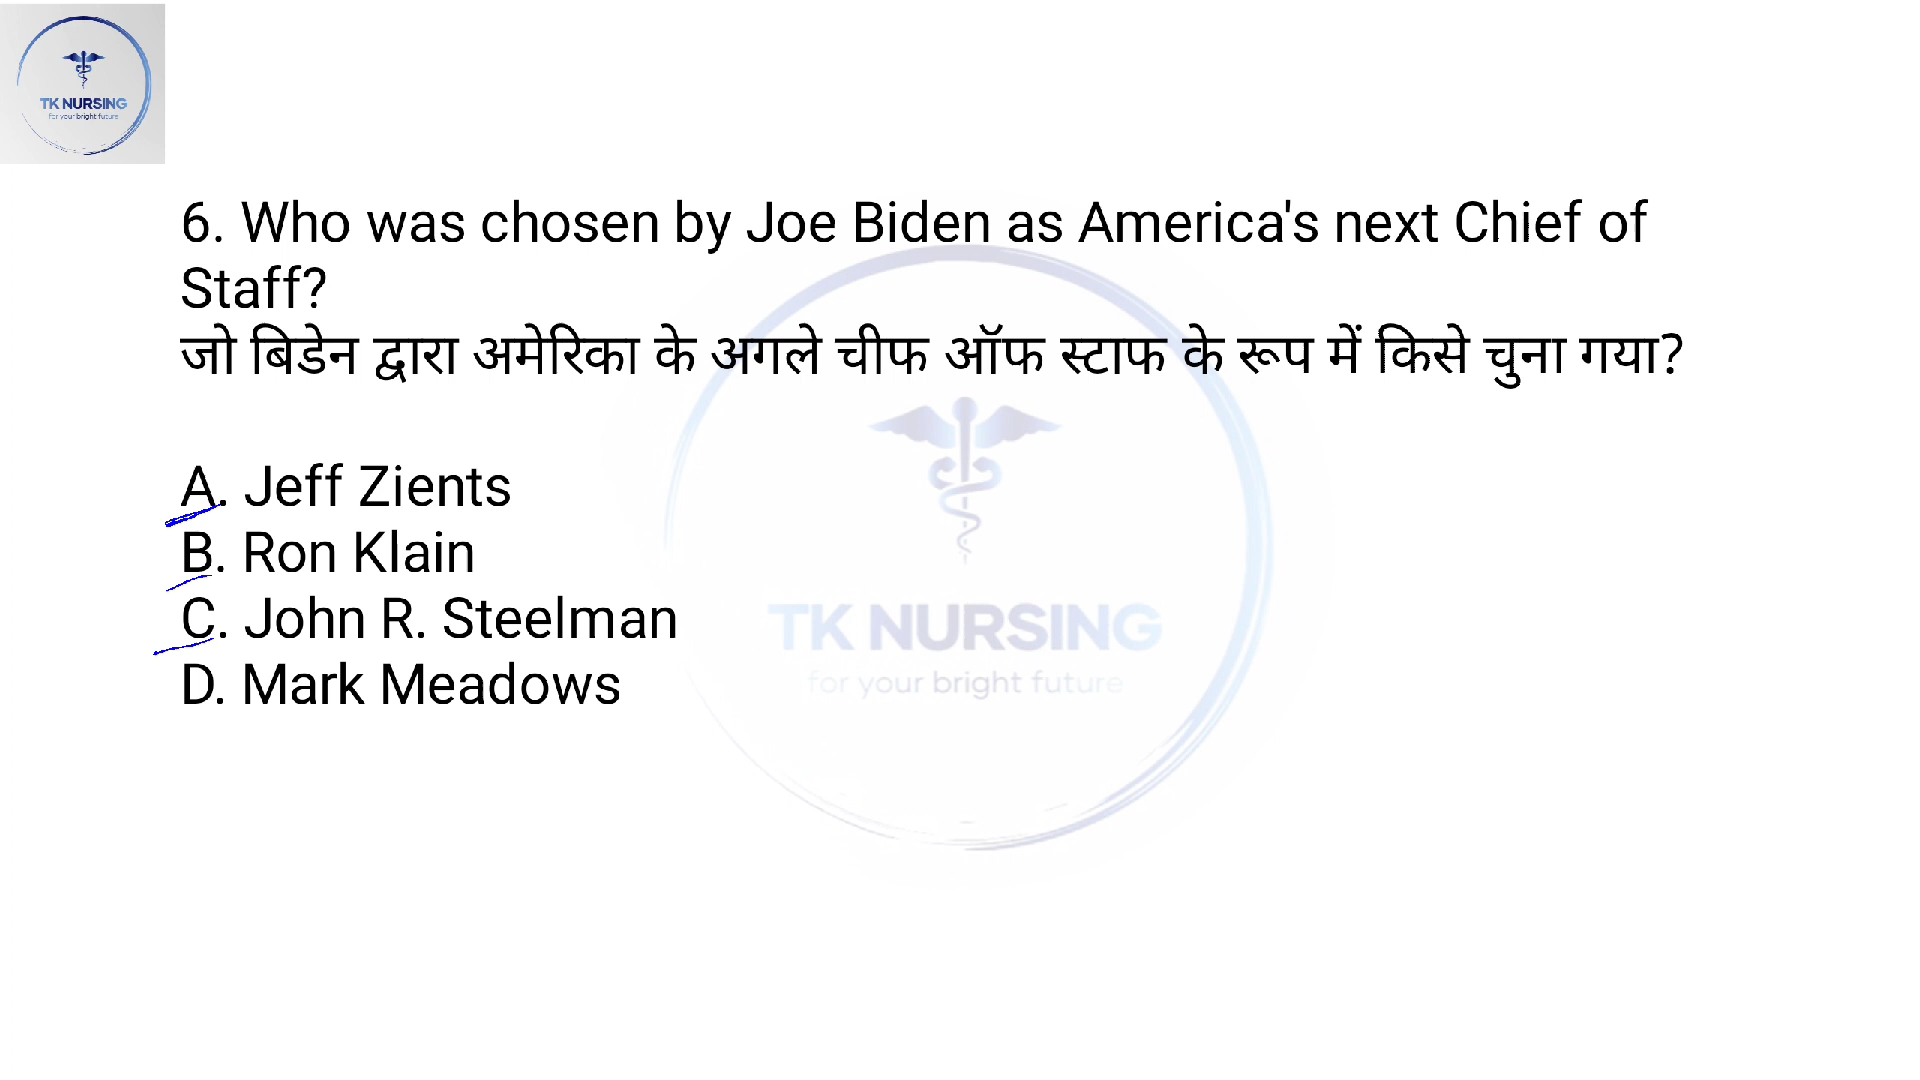 TK NURSING
for your bright future
6. Who was chosen by Joe Biden as America's next Chief of
Staff?
जो बिडेन द्वारा अमेरिका के अगले चीफ ऑफ स्टाफ के रूप में किसे चुना गया?
A. Jeff Zients
B. Ron Klain
C. John R. Steelman
D. Mark Meadows
TK NURSING
for your bright future